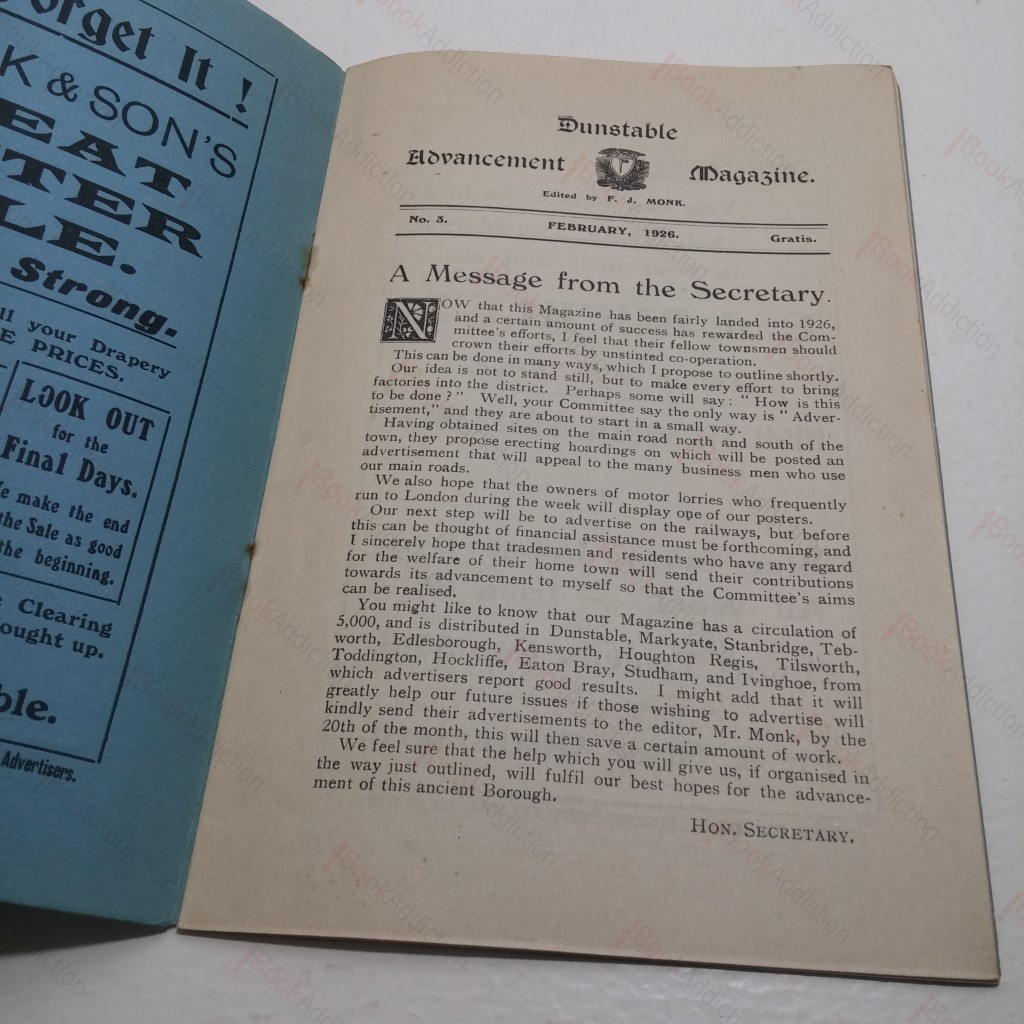 orget It !
K & SON'S
EAT
TER
LE.
Strong.
ll your Drapery
E PRICES.
LOOK OUT
for the
Final Days.
e make the end
the Sale as good
the beginning.
Clearing
ought up.
ble.
Advertisers.
Dunstable
Advancement Magazine.
Edited by F. J. MONK.
No. 3. FEBRUARY, 1926. Gratis.
A Message from the Secretary.
NOW that this Magazine has been fairly landed into 1926,
and a certain amount of success has rewarded the Com-
mittee's efforts, I feel that their fellow townsmen should
crown their efforts by unstinted co-operation.
This can be done in many ways, which I propose to outline shortly.
Our idea is not to stand still, but to make every effort to bring
factories into the district. Perhaps some will say: "How is this
to be done?" Well, your Committee say the only way is "Adver-
tisement," and they are about to start in a small way.
Having obtained sites on the main road north and south of the
town, they propose erecting hoardings on which will be posted an
advertisement that will appeal to the many business men who use
our main roads.
We also hope that the owners of motor lorries who frequently
run to London during the week will display one of our posters.
Our next step will be to advertise on the railways, but before
this can be thought of financial assistance must be forthcoming, and
I sincerely hope that tradesmen and residents who have any regard
for the welfare of their home town will send their contributions
towards its advancement to myself so that the Committee's aims
can be realised.
You might like to know that our Magazine has a circulation of
5,000, and is distributed in Dunstable, Markyate, Stanbridge, Teb-
worth, Edlesborough, Kensworth, Houghton Regis, Tilsworth,
Toddington, Hockliffe, Eaton Bray, Studham, and Ivinghoe, from
which advertisers report good results. I might add that it will
greatly help our future issues if those wishing to advertise will
kindly send their advertisements to the editor, Mr. Monk, by the
20th of the month, this will then save a certain amount of work.
We feel sure that the help which you will give us, if organised in
the way just outlined, will fulfil our best hopes for the advance-
ment of this ancient Borough.
HON. SECRETARY.